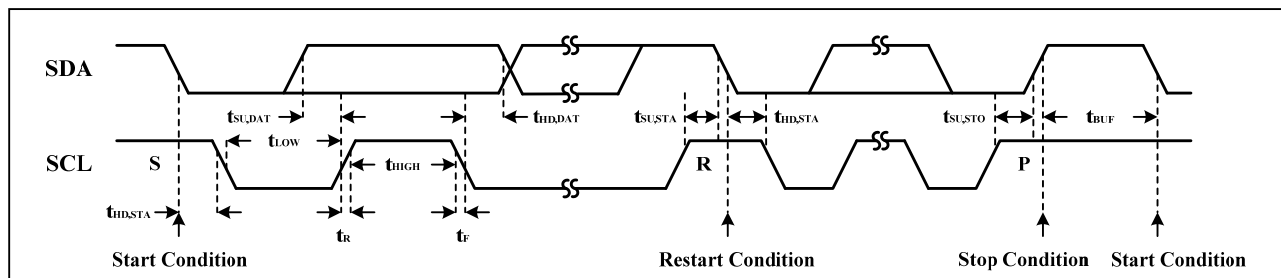 SDA
tSU,DAT
tHD,DAT
tSU,STA
tHD,STA
tSU,STO
tBUF
tLOW
SCL
S
tHIGH
R
P
tHD,STA
tR
tF
Start Condition
Restart Condition
Stop Condition
Start Condition